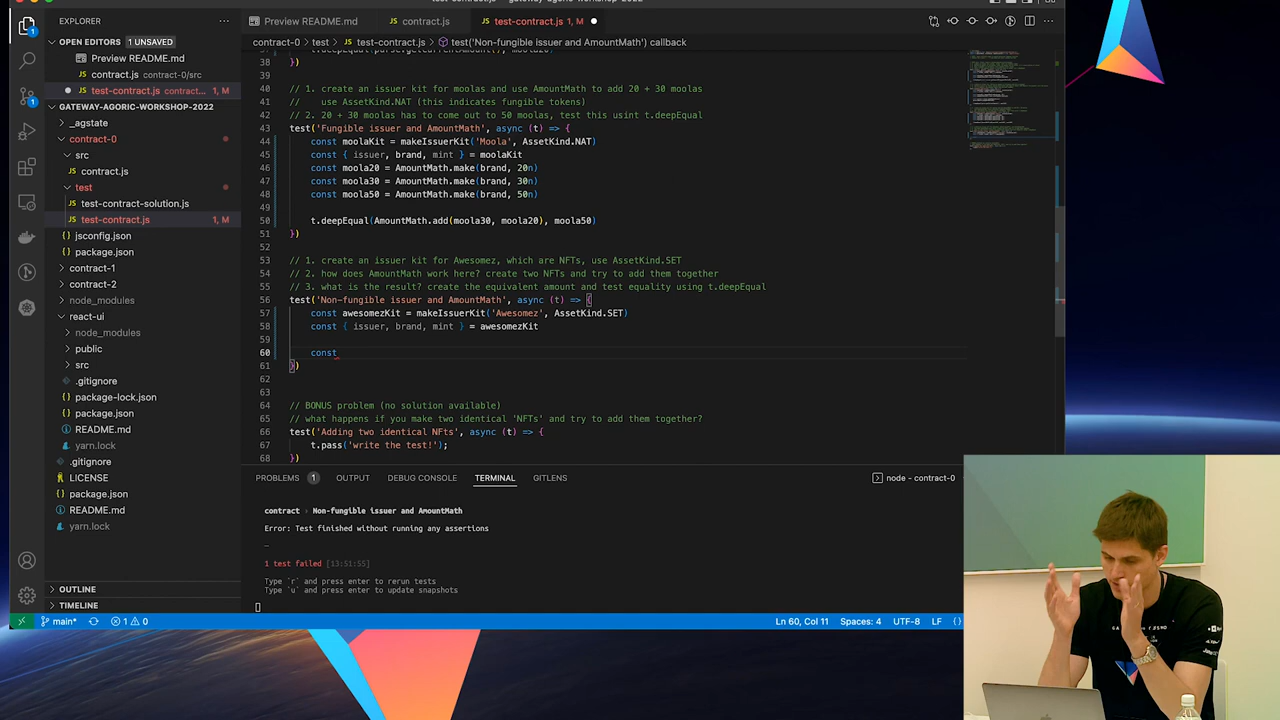 EXPLORER
OPEN EDITORS 1 UNSAVED
Preview README.md
contract.js contract-0/src
test-contract.js contract... 1, M
GATEWAY-AGORIC-WORKSHOP-2022
_agstate
contract-0
src
contract.js
test
test-contract-solution.js
test-contract.js 1, M
jsconfig.json
package.json
contract-1
contract-2
node_modules
react-ui
node_modules
public
src
.gitignore
package-lock.json
package.json
README.md
yarn.lock
.gitignore
LICENSE
package.json
README.md
yarn.lock
OUTLINE
TIMELINE
Preview README.md contract.js test-contract.js 1, M
contract-0 > test > test-contract.js > test('Non-fungible issuer and AmountMath') callback
38 })
39
40 1. create an issuer kit for moolas and use AmountMath to add 20 + 30 moolas
41 use AssetKind.NAT (this indicates fungible tokens)
42 2. 20 + 30 moolas has to come out to 50 moolas, test this usint t.deepEqual
43 test('Fungible issuer and AmountMath', async (t) => {
44 const moolaKit = makeIssuerKit('Moola', AssetKind.NAT)
45 const { issuer, brand, mint } = moolaKit
46 const moola20 = AmountMath.make(brand, 20n)
47 const moola30 = AmountMath.make(brand, 30n)
48 const moola50 = AmountMath.make(brand, 50n)
49
50 t.deepEqual(AmountMath.add(moola30, moola20), moola50)
51 })
52
53 // 1. create an issuer kit for Awesomez, which are NFTs, use AssetKind.SET
54 // 2. how does AmountMath work here? create two NFTs and try to add them together
55 // 3. what is the result? create the equivalent amount and test equality using t.deepEqual
56 test('Non-fungible issuer and AmountMath', async (t) => {
57 const awesomezKit = makeIssuerKit('Awesomez', AssetKind.SET)
58 const { issuer, brand, mint } = awesomezKit
59
60 const
61 })
62
63
64 // BONUS problem (no solution available)
65 // what happens if you make two identical 'NFTs' and try to add them together?
66 test('Adding two identical NFTs', async (t) => {
67 t.pass('write the test!');
68 })
PROBLEMS 1 OUTPUT DEBUG CONSOLE TERMINAL GITLENS node - contract-0
contract › Non-fungible issuer and AmountMath
Error: Test finished without running any assertions
─
1 test failed [13:51:55]
Type `r` and press enter to rerun tests
Type `u` and press enter to update snapshots
main* 1 0 Ln 60, Col 11 Spaces: 4 UTF-8 LF {}